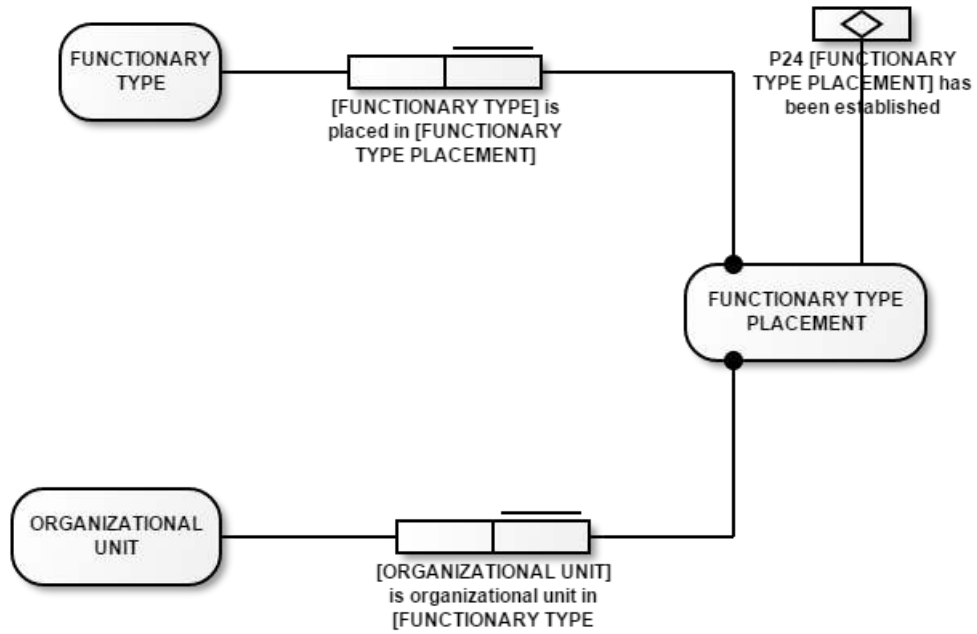 FUNCTIONARY
TYPE
[FUNCTIONARY TYPE] is
placed in [FUNCTIONARY
TYPE PLACEMENT]
P24 [FUNCTIONARY
TYPE PLACEMENT] has
been established
FUNCTIONARY TYPE
PLACEMENT
ORGANIZATIONAL
UNIT
[ORGANIZATIONAL UNIT]
is organizational unit in
[FUNCTIONARY TYPE